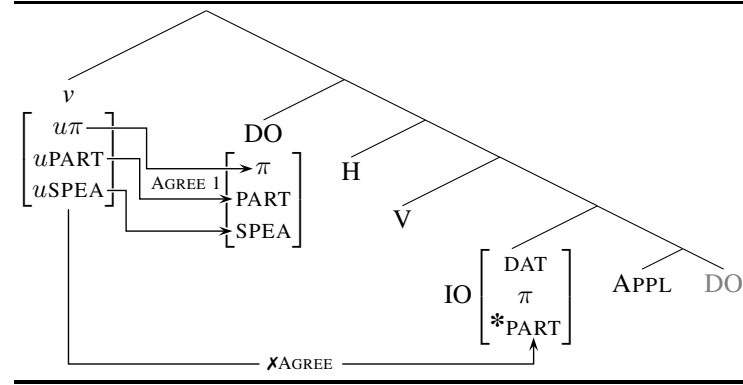 v
uπ
uPART
uSPEA
DO
AGREE 1
π
PART
SPEA
H
V
IO
DAT
π
*PART
APPL
DO
✗AGREE